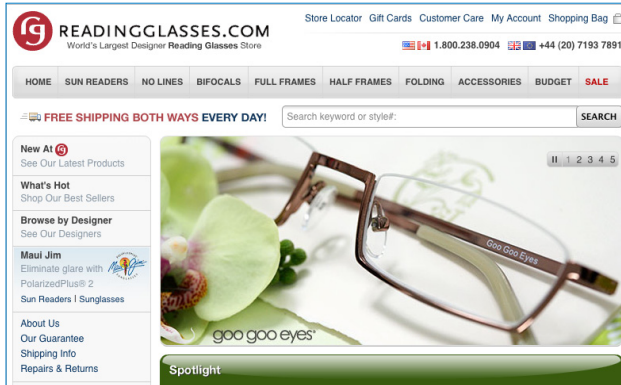 rg READINGGLASSES.COM
World's Largest Designer Reading Glasses Store
Store Locator Gift Cards Customer Care My Account Shopping Bag
1.800.238.0904 +44 (20) 7193 7891
HOME SUN READERS NO LINES BIFOCALS FULL FRAMES HALF FRAMES FOLDING ACCESSORIES BUDGET SALE
FREE SHIPPING BOTH WAYS EVERY DAY!
Search keyword or style#:
SEARCH
New At rg
See Our Latest Products
What's Hot
Shop Our Best Sellers
Browse by Designer
See Our Designers
Maui Jim
Eliminate glare with Maui Jim
PolarizedPlus® 2
Sun Readers | Sunglasses
About Us
Our Guarantee
Shipping Info
Repairs & Returns
1 2 3 4 5
Goo Goo Eyes
goo goo eyes
Spotlight